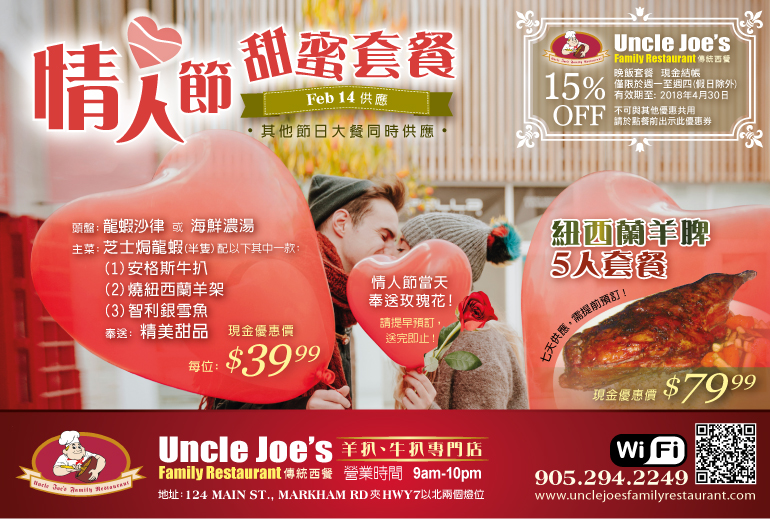 情人節
甜蜜套餐
Feb 14 供應
• 其他節日大餐同時供應 •
Uncle Joe's
Family Restaurant 傳統西餐
15%
OFF
晚飯套餐 現金結帳
僅限於週一至週四(假日除外)
有效期至: 2018年4月30日
不可與其他優惠共用
請於點餐前出示此優惠券
頭盤: 龍蝦沙律 或 海鮮濃湯
主菜: 芝士焗龍蝦(半隻)配以下其中一款:
(1) 安格斯牛扒
(2) 燒紐西蘭羊架
(3) 智利銀雪魚
奉送: 精美甜品 現金優惠價
每位: $39.99
情人節當天
奉送玫瑰花!
請提早預訂,
送完即止!
紐西蘭羊脾
5人套餐
七天供應，需提前預訂!
現金優惠價 $79.99
Uncle Joe's Family Restaurant
Uncle Joe's 羊扒、牛扒專門店
Family Restaurant 傳統西餐 營業時間 9am-10pm
地址: 124 MAIN ST., MARKHAM RD夾HWY7以北兩個燈位
Wi Fi
905.294.2249
www.unclejoesfamilyrestaurant.com